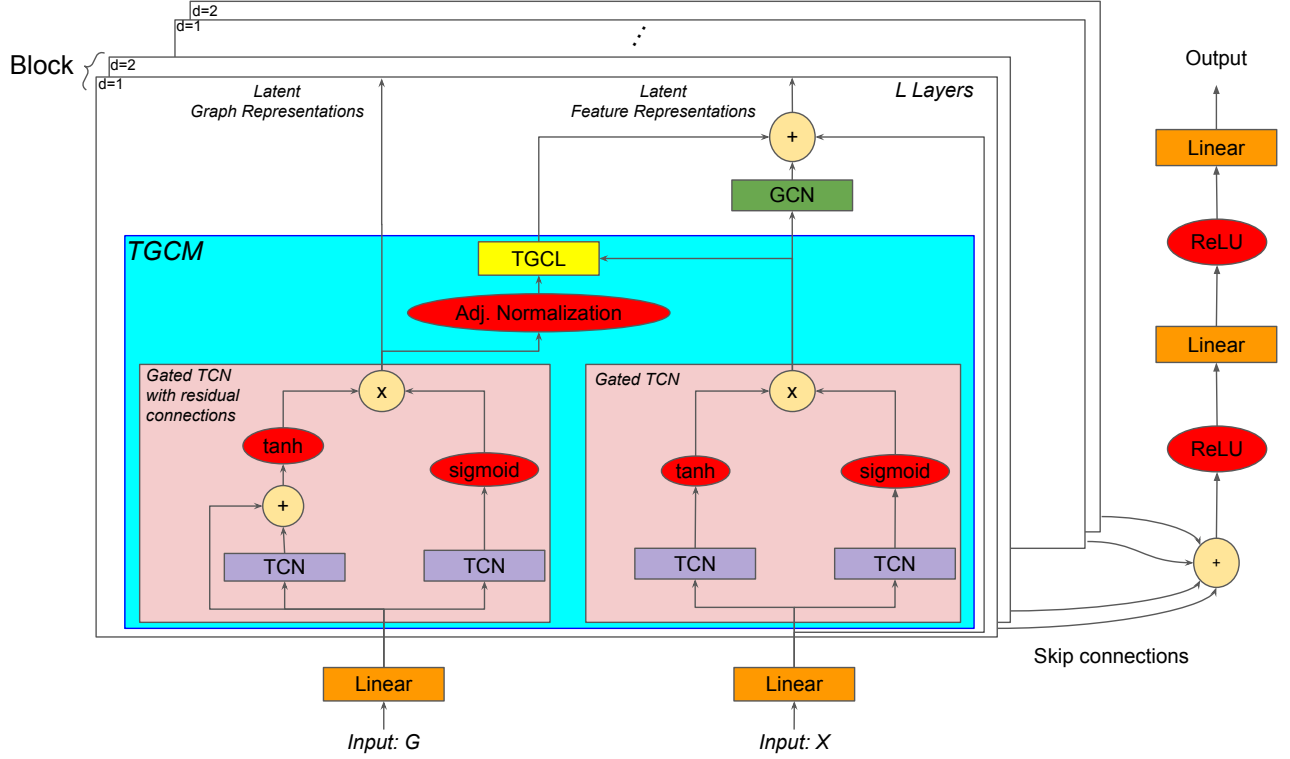 d=2
d=1
⋮
Block
d=2
d=1
Latent
Graph Representations
Latent
Feature Representations
L Layers
Output
+
Linear
GCN
ReLU
TGCM
TGCL
Adj. Normalization
Linear
Gated TCN
with residual
connections
x
Gated TCN
x
tanh
sigmoid
tanh
sigmoid
ReLU
+
TCN
TCN
TCN
TCN
+
Skip connections
Linear
Linear
Input: G
Input: X